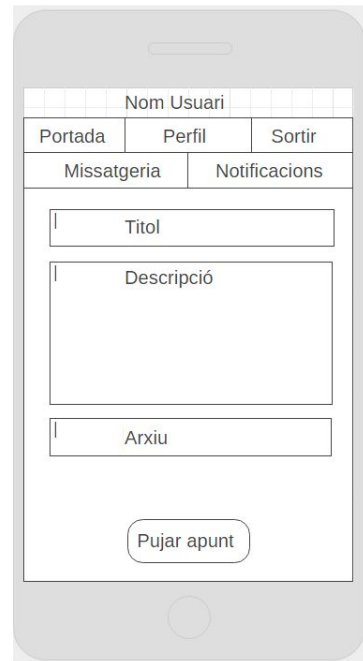 Nom Usuari
Portada Perfil Sortir
Missatgeria Notificacions
Titol
Descripció
Arxiu
Pujar apunt